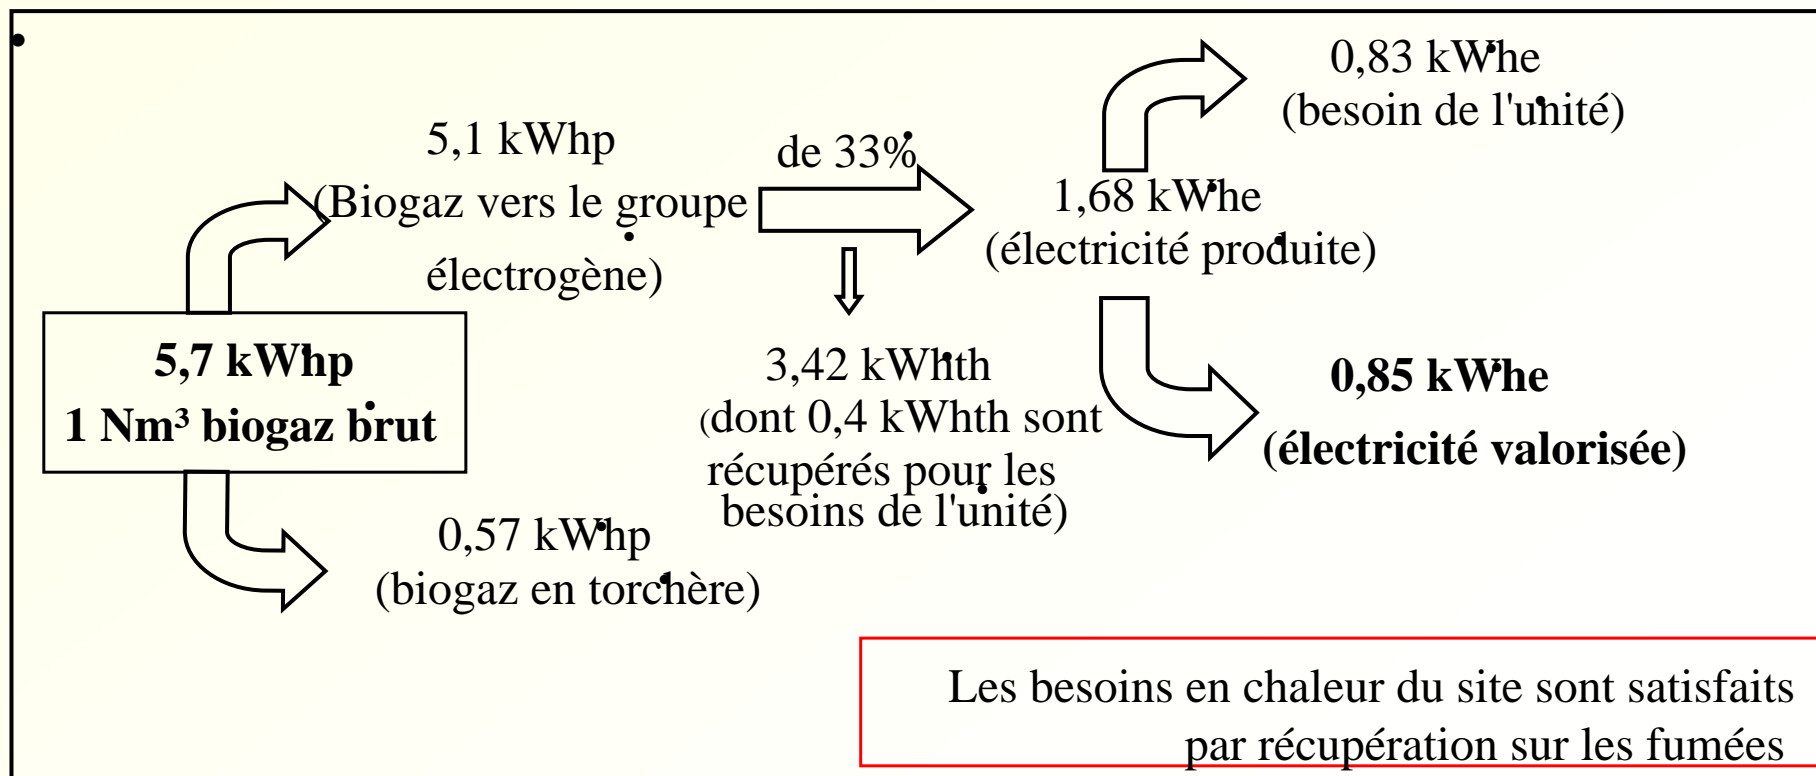 5,7 kWhp
1 Nm³ biogaz brut
5,1 kWhp
(Biogaz vers le groupe
électrogène)
0,57 kWhp
(biogaz en torchère)
de 33%
3,42 kWhth
(dont 0,4 kWhth sont
récupérés pour les
besoins de l'unité)
1,68 kWhe
(électricité produite)
0,83 kWhe
(besoin de l'unité)
0,85 kWhe
(électricité valorisée)
Les besoins en chaleur du site sont satisfaits
par récupération sur les fumées